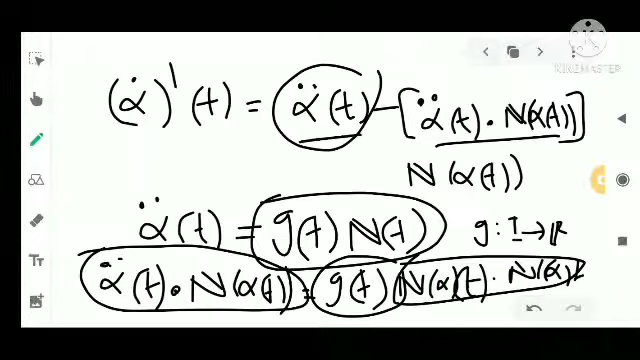 KINEMASTER
(α̇)'(t) = α̈(t) - [α̈(t) · N(α(t))]
N(α(t))
α̈(t) = g(t) N(t) g : I → ℝ
α̈(t) · N(α(t)) = g(t) N(α)(t) · N(α)